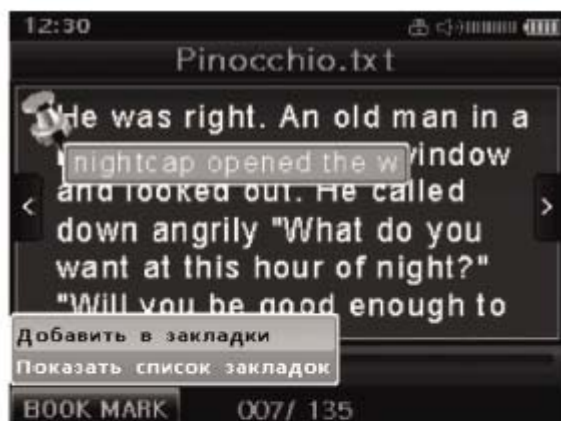 12:30
Pinocchio.txt
He was right. An old man in a
nightcap opened the w
indow
and looked out. He called
down angrily "What do you
want at this hour of night?"
"Will you be good enough to
Добавить в закладки
Показать список закладок
BOOK MARK 007/ 135